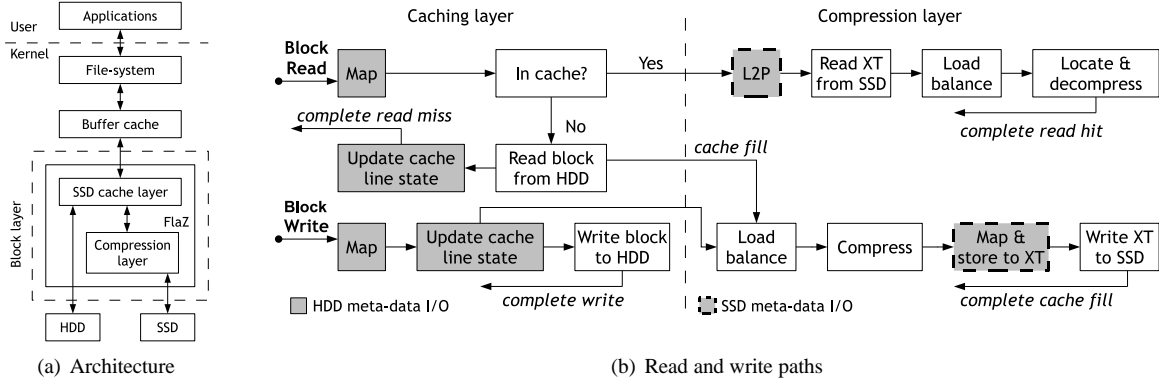 Applications
User
Kernel
File-system
Buffer cache
Block layer
SSD cache layer
FlaZ
Compression
layer
HDD
SSD
(a) Architecture
Caching layer
Compression layer
Block
Read
Map
In cache?
Yes
L2P
Read XT
from SSD
Load
balance
Locate &
decompress
complete read hit
complete read miss
No
Update cache
line state
Read block
from HDD
cache fill
Block
Write
Map
Update cache
line state
Write block
to HDD
Load
balance
Compress
Map &
store to XT
Write XT
to SSD
complete write
complete cache fill
HDD meta-data I/O
SSD meta-data I/O
(b) Read and write paths